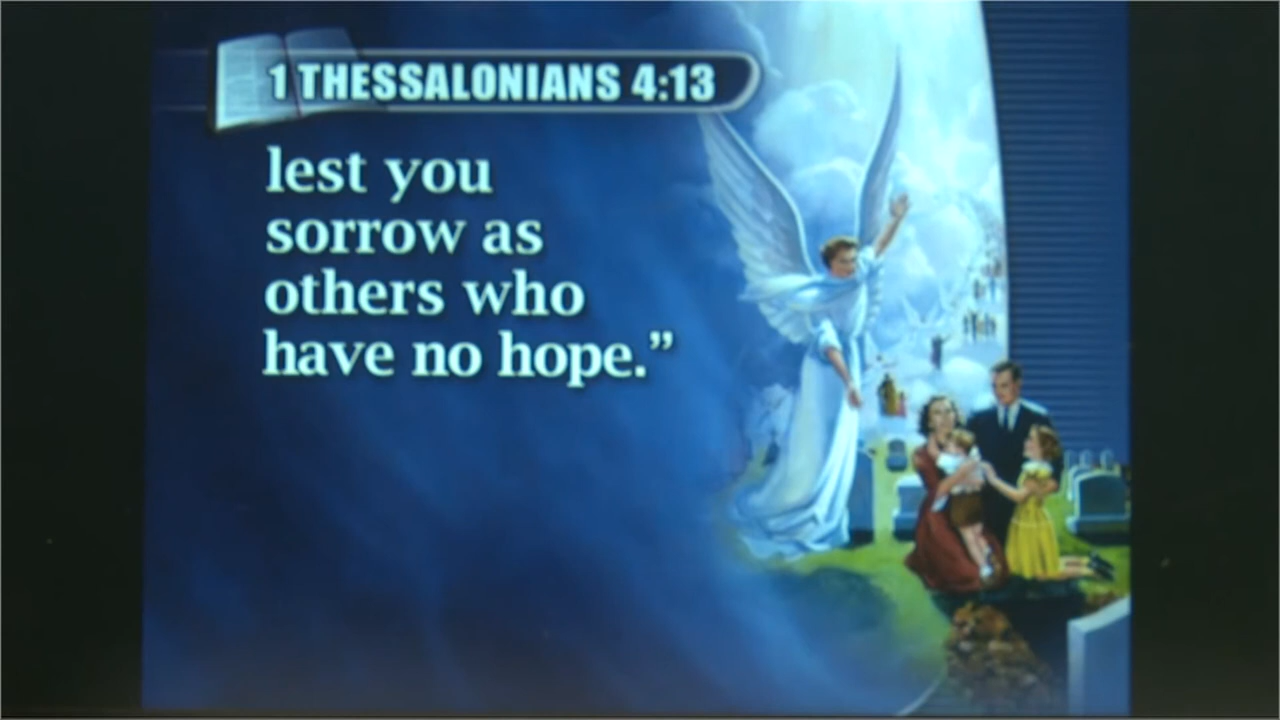 1 THESSALONIANS 4:13
lest you
sorrow as
others who
have no hope.”